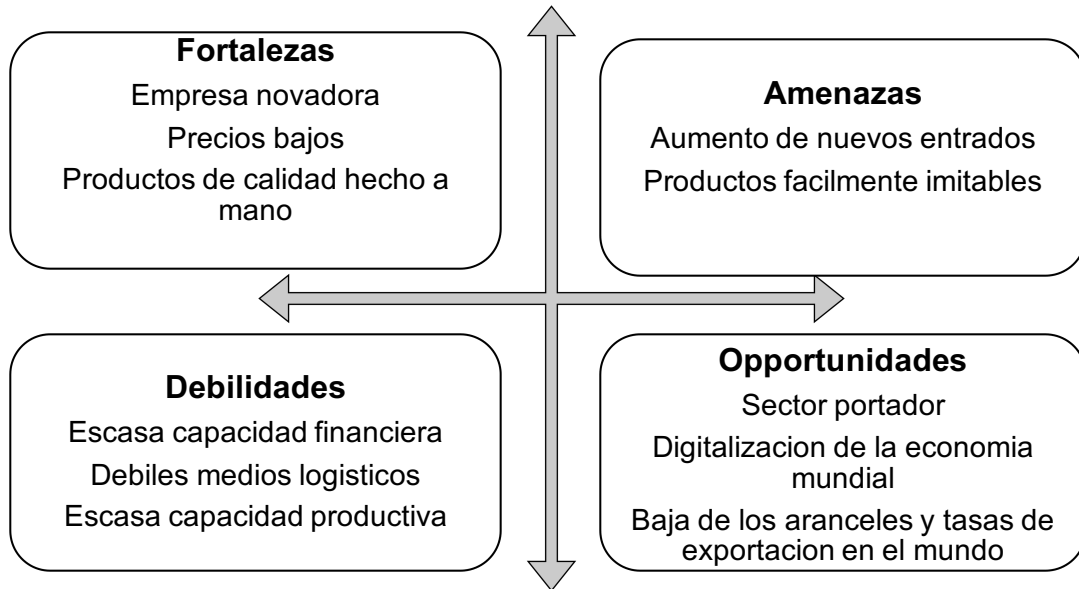 Fortalezas
Empresa novadora
Precios bajos
Productos de calidad hecho a
mano
Amenazas
Aumento de nuevos entrados
Productos facilmente imitables
Debilidades
Escasa capacidad financiera
Debiles medios logisticos
Escasa capacidad productiva
Opportunidades
Sector portador
Digitalizacion de la economia
mundial
Baja de los aranceles y tasas de
exportacion en el mundo